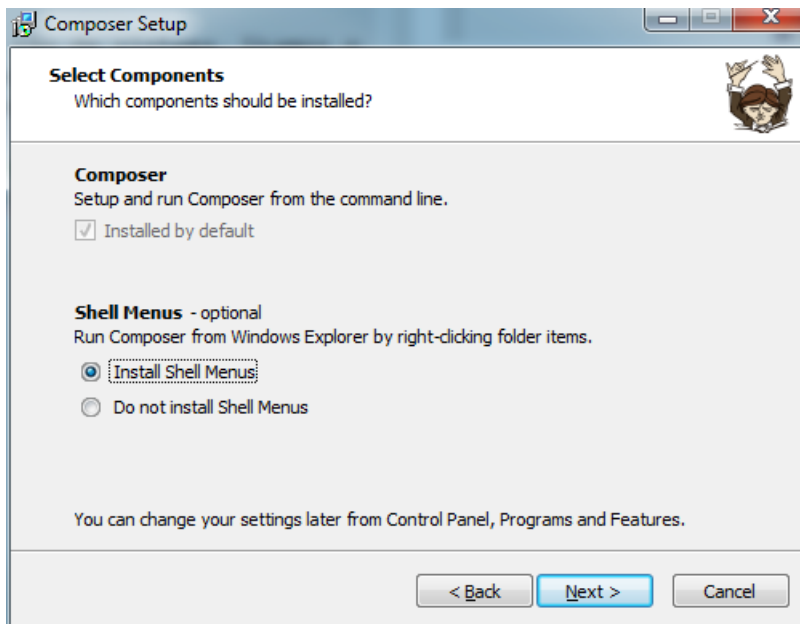 Composer Setup
Select Components
Which components should be installed?
Composer
Setup and run Composer from the command line.
Installed by default
Shell Menus - optional
Run Composer from Windows Explorer by right-clicking folder items.
Install Shell Menus
Do not install Shell Menus
You can change your settings later from Control Panel, Programs and Features.
< Back Next > Cancel